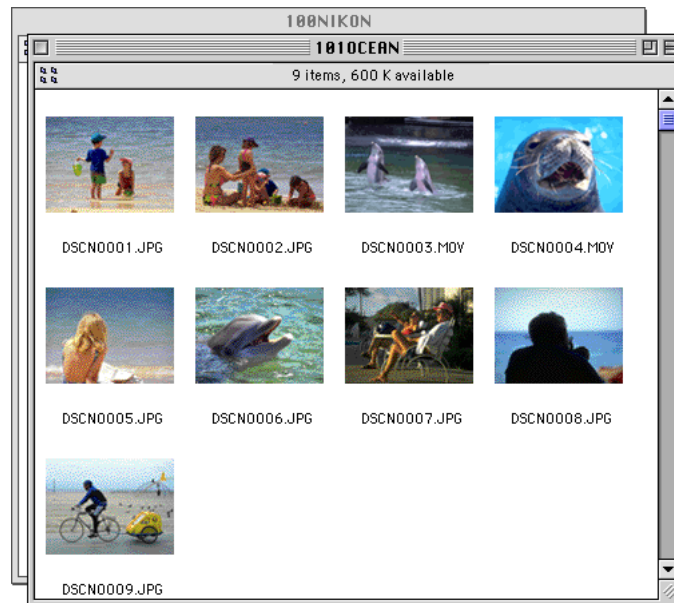 100NIKON
101OCEAN
9 items, 600 K available
DSCN0001.JPG DSCN0002.JPG DSCN0003.MOV DSCN0004.MOV
DSCN0005.JPG DSCN0006.JPG DSCN0007.JPG DSCN0008.JPG
DSCN0009.JPG